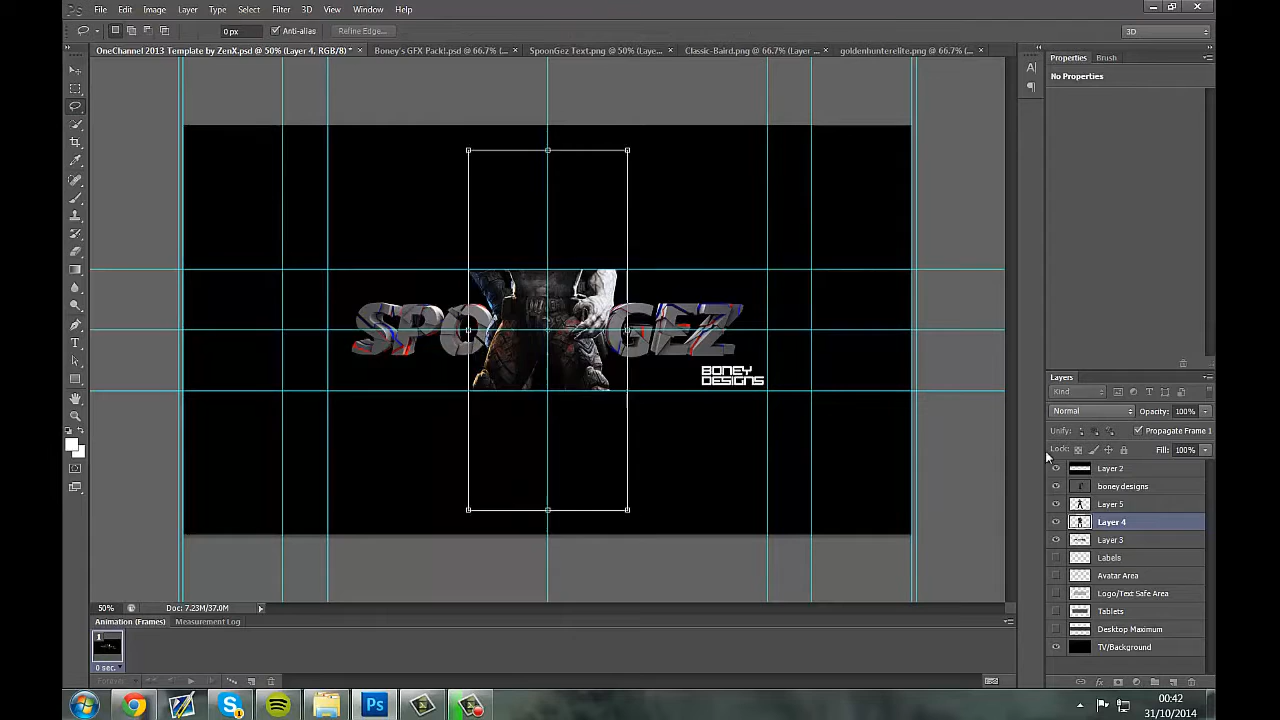 Ps File Edit Image Layer Type Select Filter 3D View Window Help
0 px Anti-alias Refine Edge... 3D
OneChannel 2013 Template by ZenX.psd @ 50% (Layer 4, RGB/8) * × Boney's GFX Pack!.psd @ 66.7% ... × SpoonGez Text.png @ 50% (Laye... × Classic-Baird.png @ 66.7% (Layer ... × goldenhunterelite.png @ 66.7% (... ×
Properties Brush
No Properties
SPO GEZ
BONEY
DESIGNS
Layers
Kind
Normal Opacity: 100%
Unify: Propagate Frame 1
Lock: Fill: 100%
Layer 2
boney designs
Layer 5
Layer 4
Layer 3
Labels
Avatar Area
Logo/Text Safe Area
Tablets
Desktop Maximum
TV/Background
50% Doc: 7.23M/37.0M
Animation (Frames) Measurement Log
1
0 sec.
Forever
00:42
31/10/2014